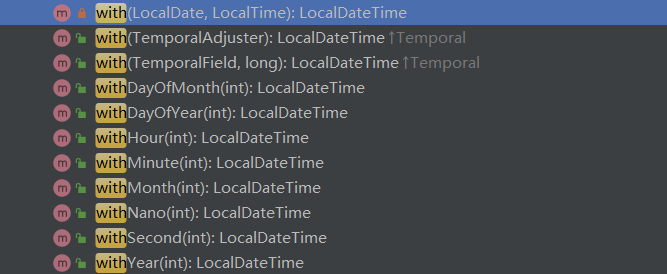 with(LocalDate, LocalTime): LocalDateTime
with(TemporalAdjuster): LocalDateTime ↑Temporal
with(TemporalField, long): LocalDateTime ↑Temporal
withDayOfMonth(int): LocalDateTime
withDayOfYear(int): LocalDateTime
withHour(int): LocalDateTime
withMinute(int): LocalDateTime
withMonth(int): LocalDateTime
withNano(int): LocalDateTime
withSecond(int): LocalDateTime
withYear(int): LocalDateTime